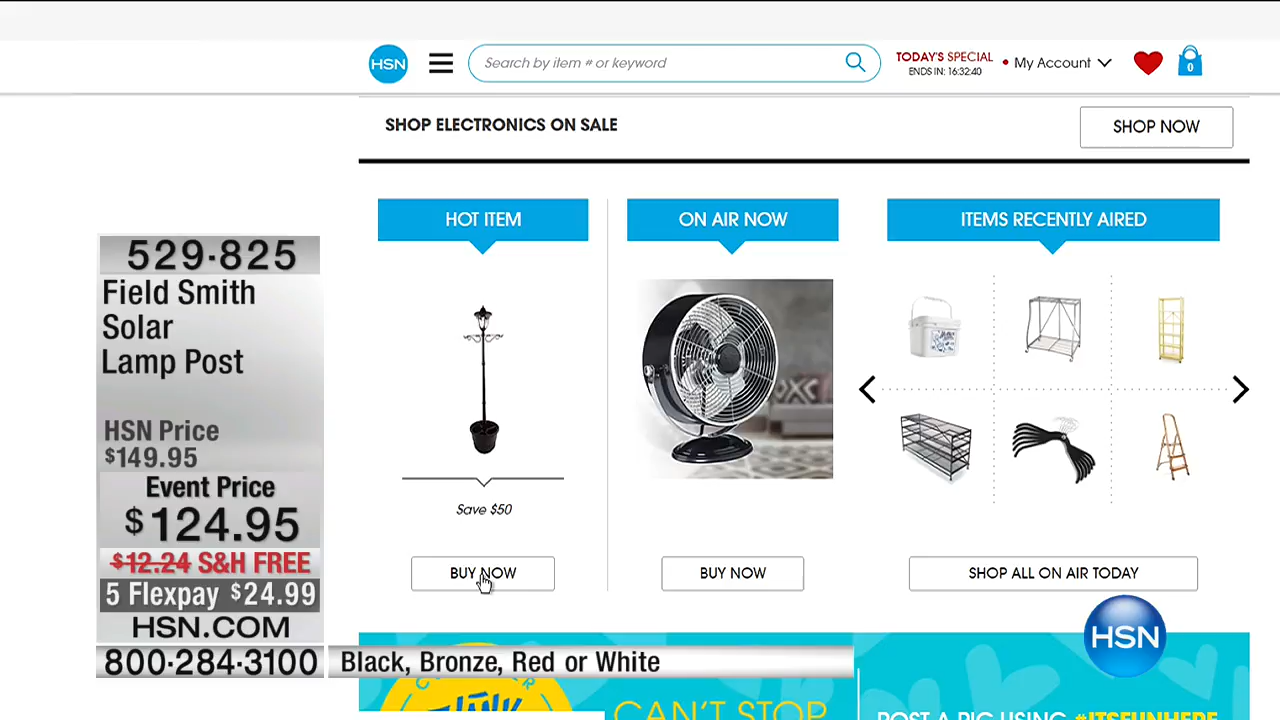 HSN
Search by item # or keyword
TODAY'S SPECIAL
ENDS IN: 16:32:40
My Account
0
SHOP ELECTRONICS ON SALE
SHOP NOW
HOT ITEM
ON AIR NOW
ITEMS RECENTLY AIRED
529·825
Field Smith
Solar
Lamp Post
HSN Price
$149.95
Event Price
$124.95
$12.24 S&H FREE
5 Flexpay $24.99
HSN.COM
800·284·3100
Black, Bronze, Red or White
Save $50
BUY NOW
BUY NOW
SHOP ALL ON AIR TODAY
HSN
THINK
CAN'T STOP
POST A PIC USING #ITSFUNHERE